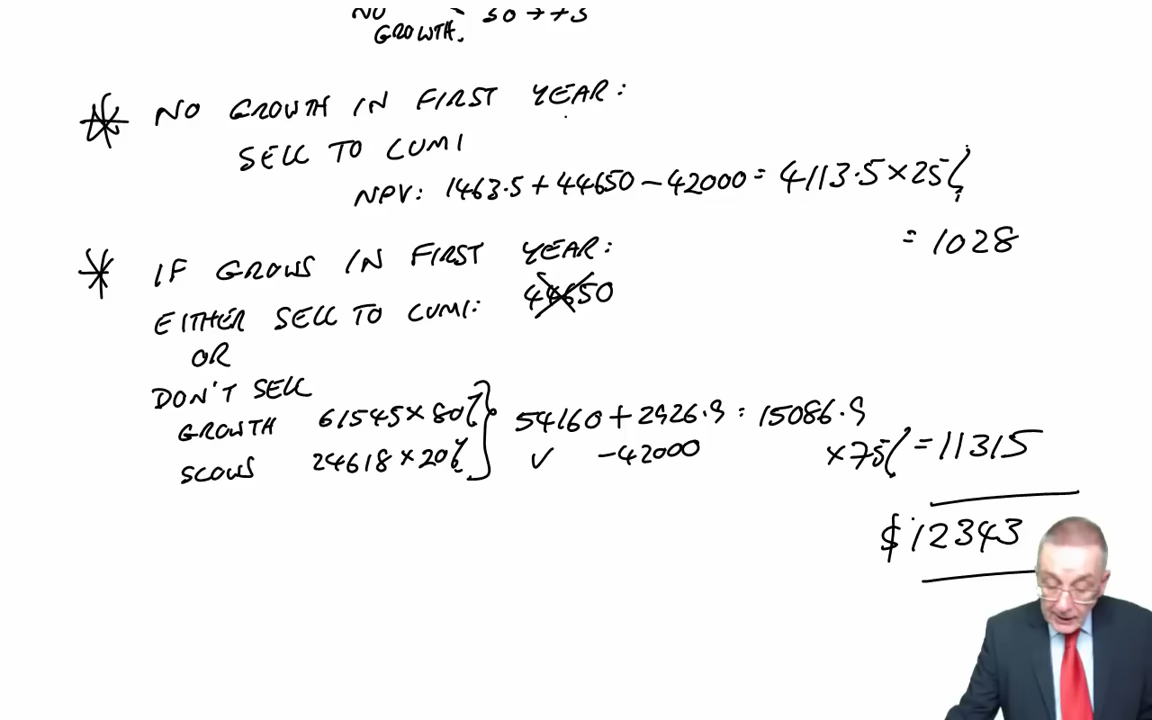 GROWTH.
* NO GROWTH IN FIRST YEAR:
SELL TO CUMI
NPV: 1463.5 + 44650 - 42000 = 4113.5 × 25%
= 1028
* IF GROWS IN FIRST YEAR:
EITHER SELL TO CUMI: 44650
OR
DON'T SELL
GROWTH 61545 × 80% } 54160 + 2926.9 = 15086.9
SLOWS 24618 × 20% ✓ - 42000 × 75% = 11315
$12343